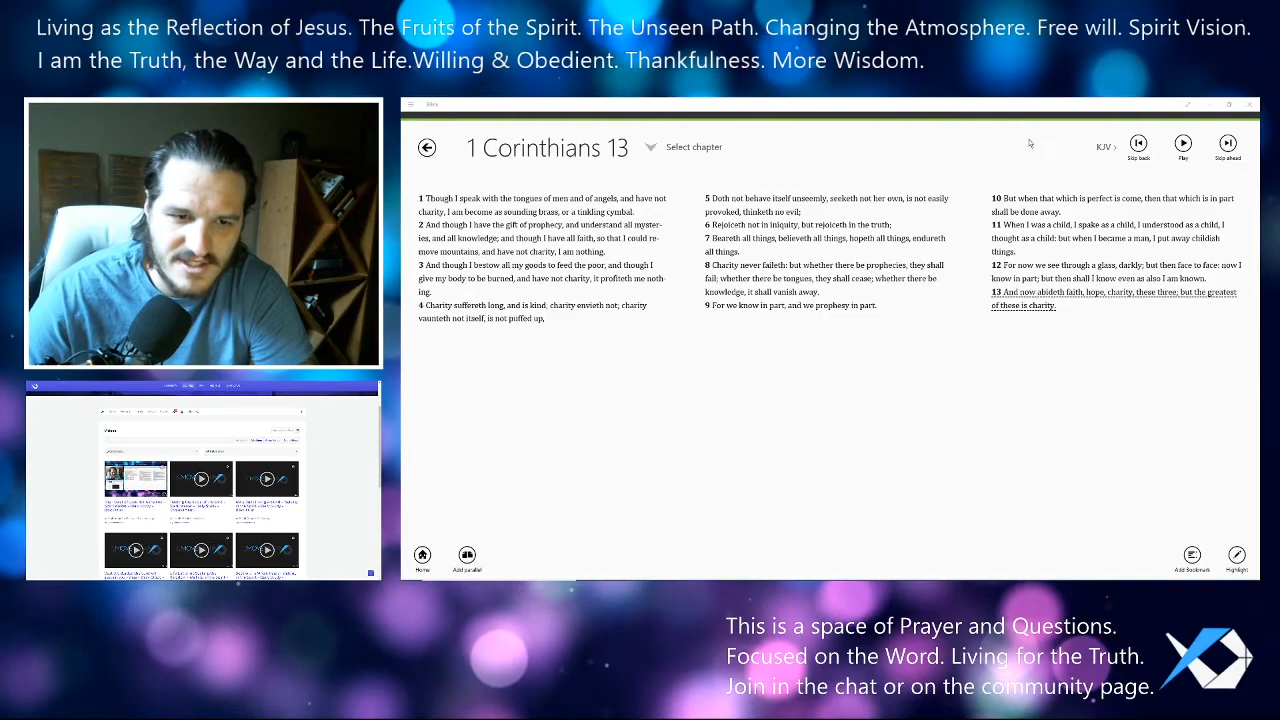 Living as the Reflection of Jesus. The Fruits of the Spirit. The Unseen Path. Changing the Atmosphere. Free will. Spirit Vision.
I am the Truth, the Way and the Life.Willing & Obedient. Thankfulness. More Wisdom.
Bible
1 Corinthians 13
Select chapter
KJV
Skip back
Play
Skip ahead
1 Though I speak with the tongues of men and of angels, and have not
charity, I am become as sounding brass, or a tinkling cymbal.
2 And though I have the gift of prophecy, and understand all myster-
ies, and all knowledge; and though I have all faith, so that I could re-
move mountains, and have not charity, I am nothing.
3 And though I bestow all my goods to feed the poor, and though I
give my body to be burned, and have not charity, it profiteth me noth-
ing.
4 Charity suffereth long, and is kind; charity envieth not; charity
vaunteth not itself, is not puffed up,
5 Doth not behave itself unseemly, seeketh not her own, is not easily
provoked, thinketh no evil;
6 Rejoiceth not in iniquity, but rejoiceth in the truth;
7 Beareth all things, believeth all things, hopeth all things, endureth
all things.
8 Charity never faileth: but whether there be prophecies, they shall
fail; whether there be tongues, they shall cease; whether there be
knowledge, it shall vanish away.
9 For we know in part, and we prophesy in part.
10 But when that which is perfect is come, then that which is in part
shall be done away.
11 When I was a child, I spake as a child, I understood as a child, I
thought as a child: but when I became a man, I put away childish
things.
12 For now we see through a glass, darkly; but then face to face: now I
know in part; but then shall I know even as also I am known.
13 And now abideth faith, hope, charity, these three; but the greatest
of these is charity.
Home
Add parallel
Add Bookmark
Highlight
Videos
This is a space of Prayer and Questions.
Focused on the Word. Living for the Truth.
Join in the chat or on the community page.